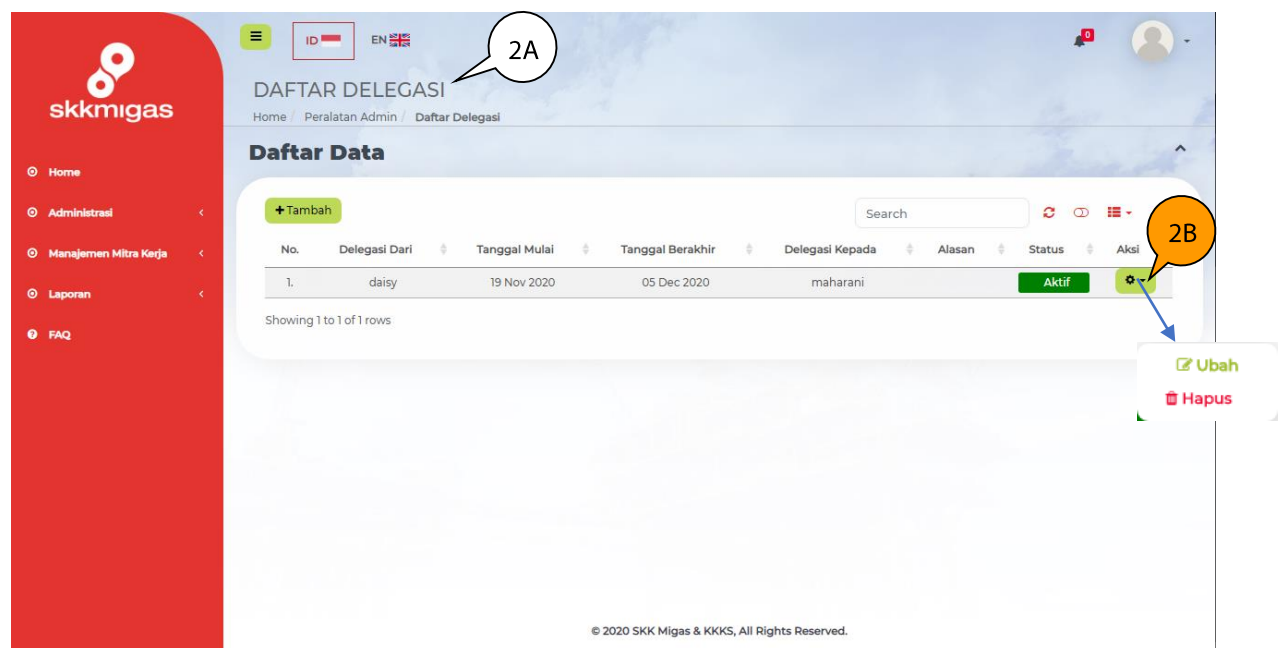 skkmigas
Home
Administrasi
Manajemen Mitra Kerja
Laporan
FAQ
ID
EN
2A
0
DAFTAR DELEGASI
Home / Peralatan Admin / Daftar Delegasi
Daftar Data
+Tambah
Search
2B
No. Delegasi Dari Tanggal Mulai Tanggal Berakhir Delegasi Kepada Alasan Status Aksi
1. daisy 19 Nov 2020 05 Dec 2020 maharani Aktif
Showing 1 to 1 of 1 rows
Ubah
Hapus
© 2020 SKK Migas & KKKS, All Rights Reserved.